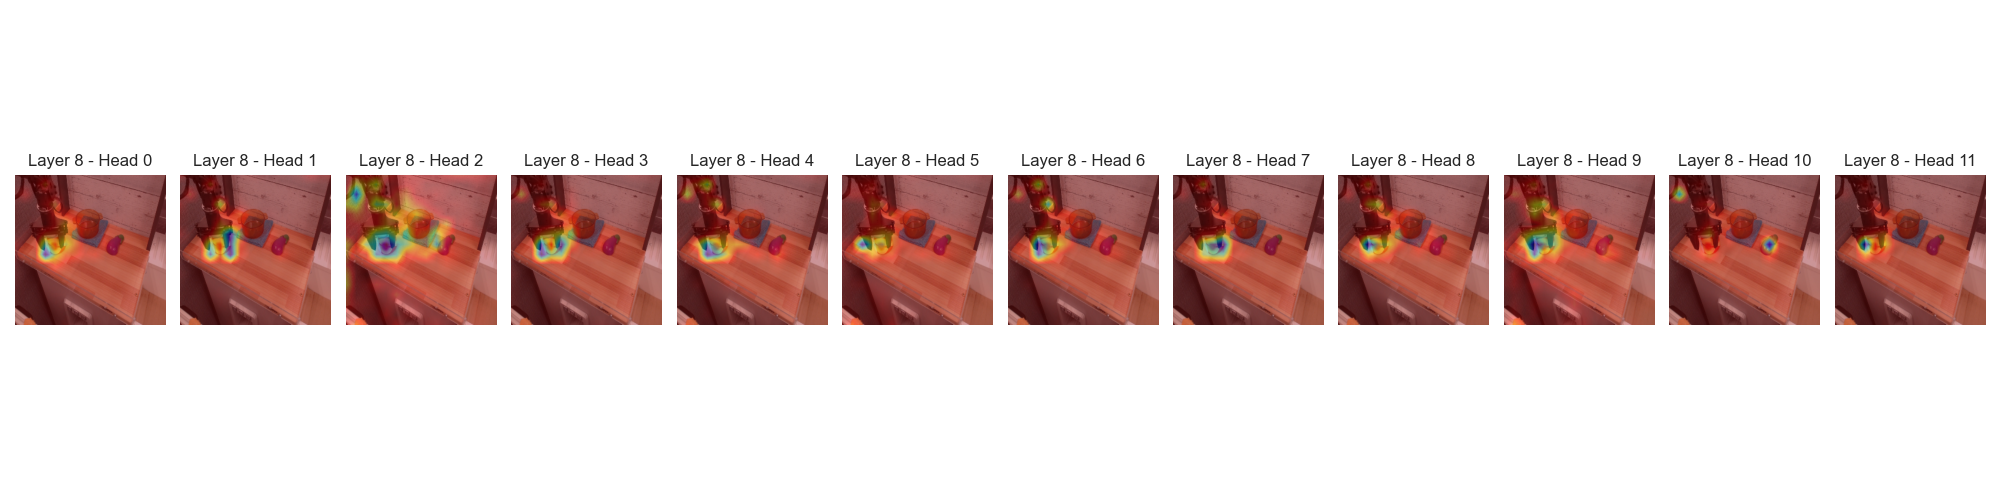 Layer 8 - Head 0
Layer 8 - Head 1
Layer 8 - Head 2
Layer 8 - Head 3
Layer 8 - Head 4
Layer 8 - Head 5
Layer 8 - Head 6
Layer 8 - Head 7
Layer 8 - Head 8
Layer 8 - Head 9
Layer 8 - Head 10
Layer 8 - Head 11